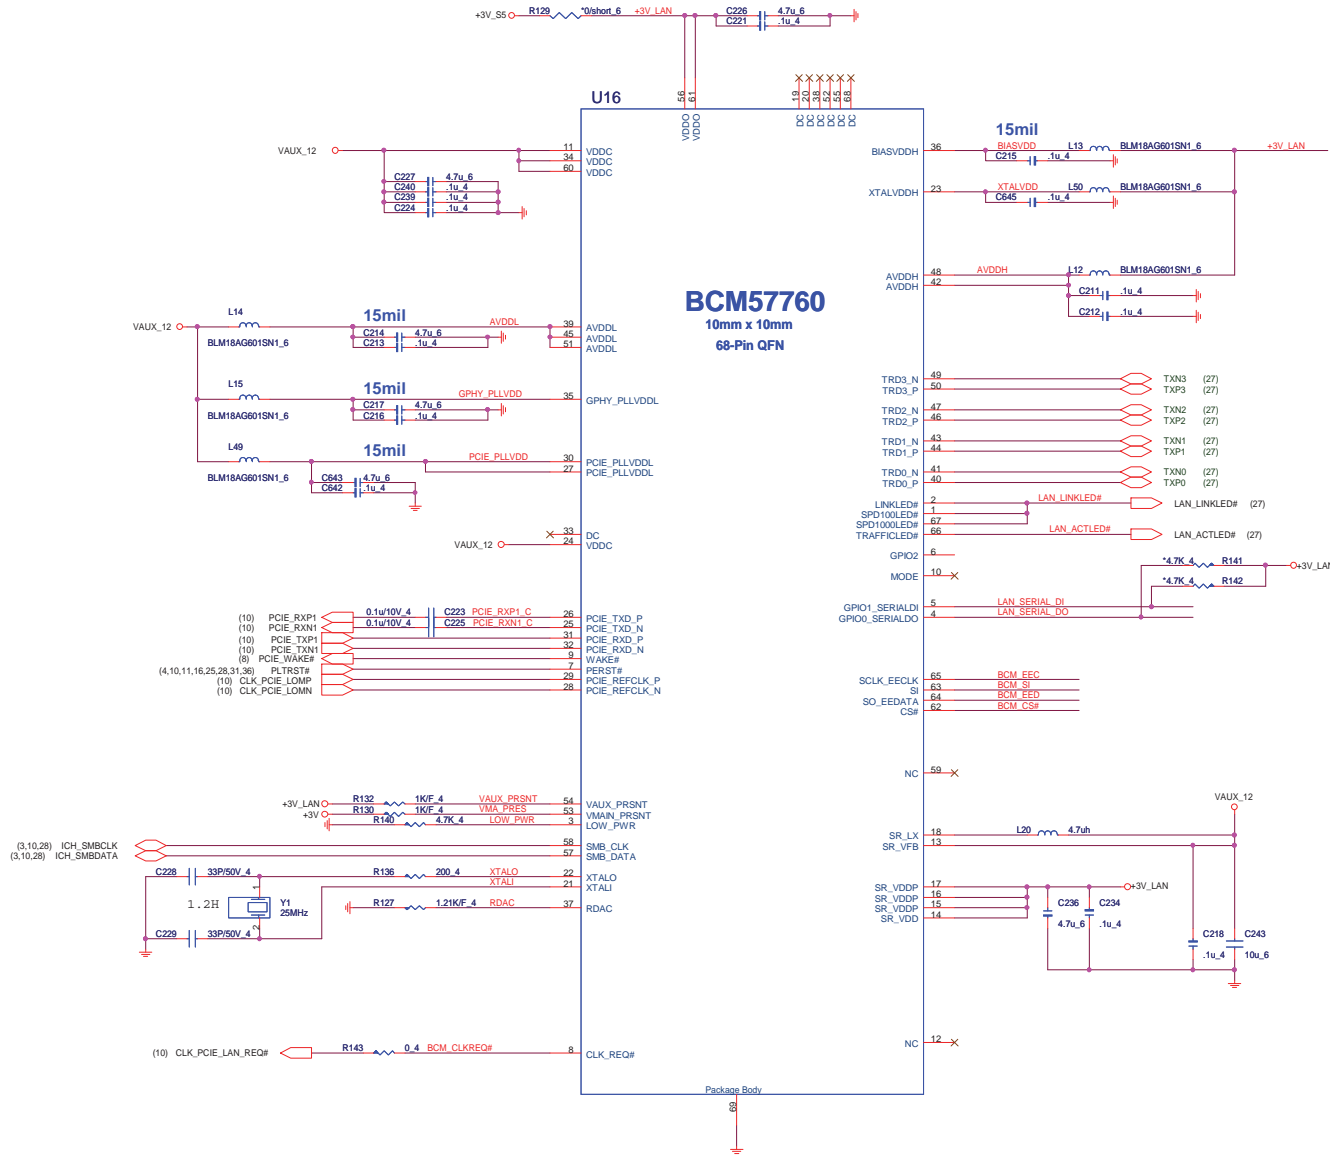 +3V_S5 R129 *0/short_6 +3V_LAN C226 4.7u_6
C221 .1u_4
U16
56 61 19 20 38 52 55 68
VDDO VDDO DC DC DC DC DC DC
15mil
VAUX_12 11 VDDC BIASVDDH 36 BIASVDD L13 BLM18AG601SN1_6 +3V_LAN
34 VDDC C215 .1u_4
60 VDDC
C227 4.7u_6
C240 .1u_4 XTALVDDH 23 XTALVDD L50 BLM18AG601SN1_6
C239 .1u_4 C645 .1u_4
C224 .1u_4
AVDDH 48 AVDDH L12 BLM18AG601SN1_6
AVDDH 42
C211 .1u_4
C212 .1u_4
BCM57760
10mm x 10mm
68-Pin QFN
L14 15mil
VAUX_12 AVDDL 39 AVDDL
BLM18AG601SN1_6 C214 4.7u_6 45 AVDDL
C213 .1u_4 51 AVDDL
L15 15mil
GPHY_PLLVDD 35 GPHY_PLLVDDL
BLM18AG601SN1_6 C217 4.7u_6
C216 .1u_4
L49 15mil
PCIE_PLLVDD 30 PCIE_PLLVDDL
BLM18AG601SN1_6 27 PCIE_PLLVDDL
C643 4.7u_6
C642 .1u_4
TRD3_N 49 TXN3 (27)
TRD3_P 50 TXP3 (27)
TRD2_N 47 TXN2 (27)
TRD2_P 46 TXP2 (27)
TRD1_N 43 TXN1 (27)
TRD1_P 44 TXP1 (27)
TRD0_N 41 TXN0 (27)
TRD0_P 40 TXP0 (27)
LINKLED# 2 LAN_LINKLED# LAN_LINKLED# (27)
SPD100LED# 1
SPD1000LED# 67
TRAFFICLED# 66 LAN_ACTLED# LAN_ACTLED# (27)
33 DC
VAUX_12 24 VDDC
GPIO2 6
MODE 10
*4.7K_4 R141 +3V_LAN
*4.7K_4 R142
GPIO1_SERIALDI 5 LAN_SERIAL_DI
GPIO0_SERIALDO 4 LAN_SERIAL_DO
(10) PCIE_RXP1 0.1u/10V_4 C223 PCIE_RXP1_C 26 PCIE_TXD_P
(10) PCIE_RXN1 0.1u/10V_4 C225 PCIE_RXN1_C 25 PCIE_TXD_N
(10) PCIE_TXP1 31 PCIE_RXD_P
(10) PCIE_TXN1 32 PCIE_RXD_N
(8) PCIE_WAKE# 9 WAKE#
(4,10,11,16,25,28,31,36) PLTRST# 7 PERST#
(10) CLK_PCIE_LOMP 29 PCIE_REFCLK_P
(10) CLK_PCIE_LOMN 28 PCIE_REFCLK_N
SCLK_EECLK 65 BCM_EEC
SI 63 BCM_SI
SO_EEDATA 64 BCM_EED
CS# 62 BCM_CS#
NC 59
+3V_LAN R132 1K/F_4 VAUX_PRSNT 54 VAUX_PRSNT
+3V R130 1K/F_4 VMA_PRES 53 VMAIN_PRSNT
R140 4.7K_4 LOW_PWR 3 LOW_PWR
VAUX_12
SR_LX 18 L20 4.7uh
SR_VFB 13
(3,10,28) ICH_SMBCLK 58 SMB_CLK
(3,10,28) ICH_SMBDATA 57 SMB_DATA
C228 33P/50V_4 R136 200_4 XTALO 22 XTALO
1 XTALI 21 XTALI
1.2H Y1
25MHz
2
R127 1.21K/F_4 RDAC 37 RDAC
C229 33P/50V_4
SR_VDDP 17 +3V_LAN
SR_VDDP 16
SR_VDDP 15
SR_VDD 14
C236 C234
4.7u_6 .1u_4
C218 C243
.1u_4 10u_6
(10) CLK_PCIE_LAN_REQ# R143 0_4 BCM_CLKREQ# 8 CLK_REQ#
NC 12
Package Body
69